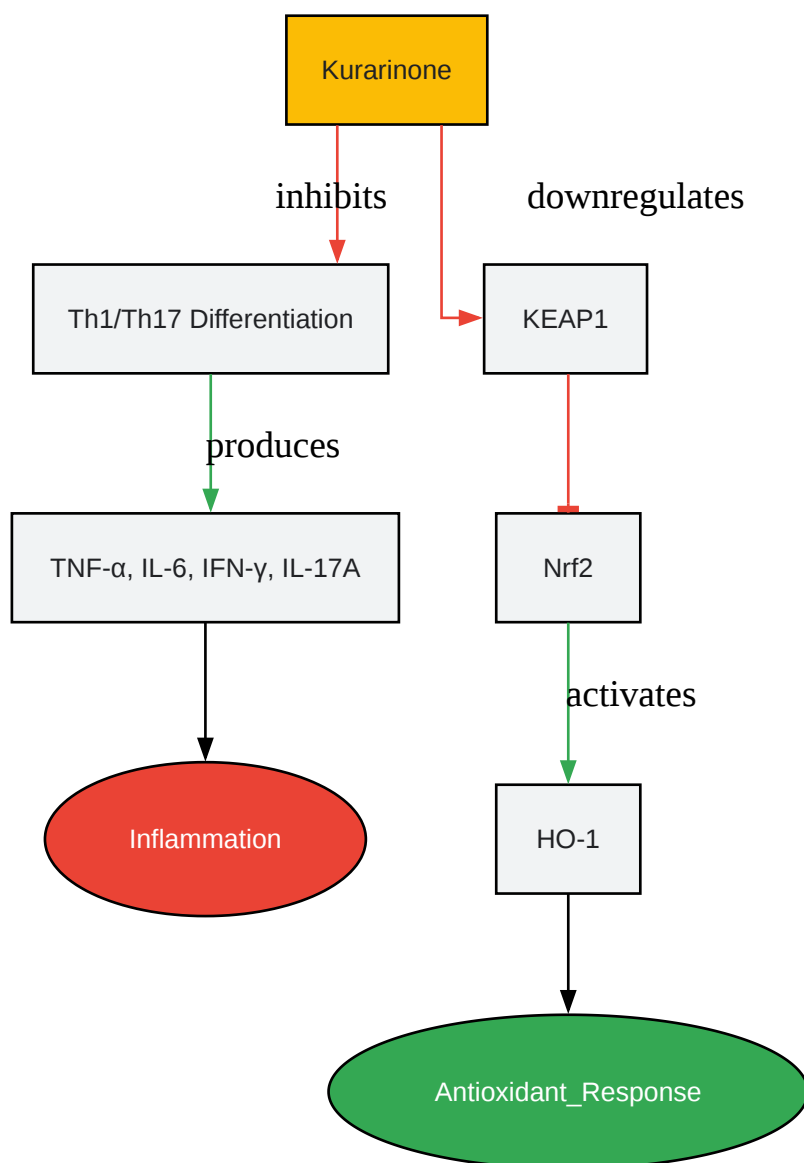 Kurarinone
inhibits
downregulates
Th1/Th17 Differentiation
KEAP1
produces
TNF-α, IL-6, IFN-γ, IL-17A
Nrf2
activates
Inflammation
HO-1
Antioxidant_Response